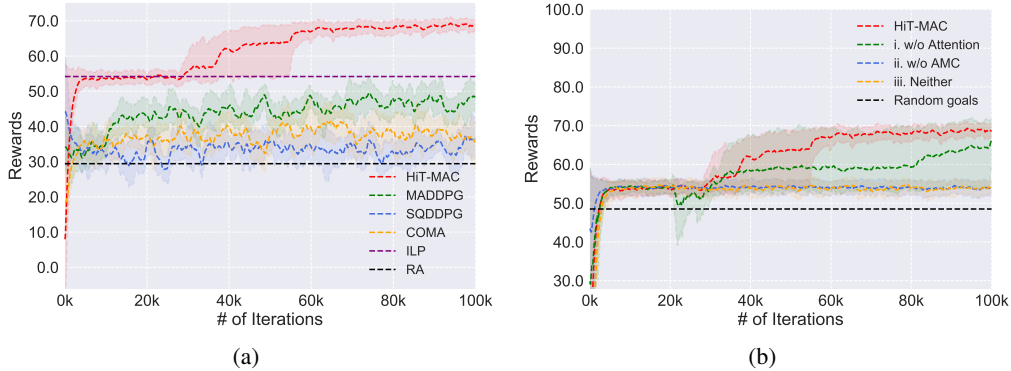 70.0
60.0
50.0
40.0
30.0
20.0
10.0
0.0
Rewards
0k 20k 40k 60k 80k 100k
# of Iterations
HiT-MAC
MADDPG
SQDDPG
COMA
ILP
RA
(a)
100.0
90.0
80.0
70.0
60.0
50.0
40.0
30.0
Rewards
0k 20k 40k 60k 80k 100k
# of Iterations
HiT-MAC
i. w/o Attention
ii. w/o AMC
iii. Neither
Random goals
(b)